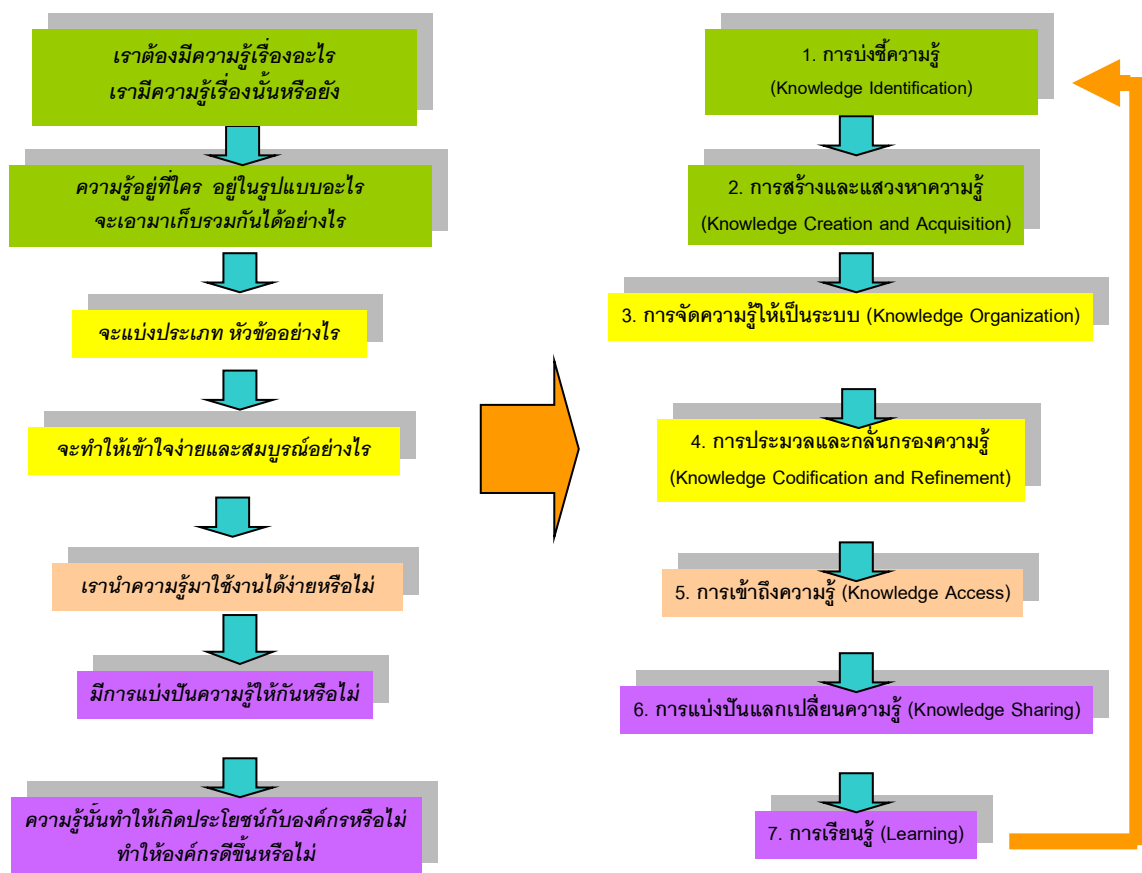 เราต้องมีความรู้เรื่องอะไร
เรามีความรู้เรื่องนั้นหรือยัง
ความรู้อยู่ที่ใคร อยู่ในรูปแบบอะไร
จะเอามาเก็บรวมกันได้อย่างไร
จะแบ่งประเภท หัวข้ออย่างไร
จะทำให้เข้าใจง่ายและสมบูรณ์อย่างไร
เรานำความรู้มาใช้งานได้ง่ายหรือไม่
มีการแบ่งปันความรู้ให้กันหรือไม่
ความรู้นั้นทำให้เกิดประโยชน์กับองค์กรหรือไม่
ทำให้องค์กรดีขึ้นหรือไม่
1. การบ่งชี้ความรู้
(Knowledge Identification)
2. การสร้างและแสวงหาความรู้
(Knowledge Creation and Acquisition)
3. การจัดความรู้ให้เป็นระบบ (Knowledge Organization)
4. การประมวลและกลั่นกรองความรู้
(Knowledge Codification and Refinement)
5. การเข้าถึงความรู้ (Knowledge Access)
6. การแบ่งปันแลกเปลี่ยนความรู้ (Knowledge Sharing)
7. การเรียนรู้ (Learning)